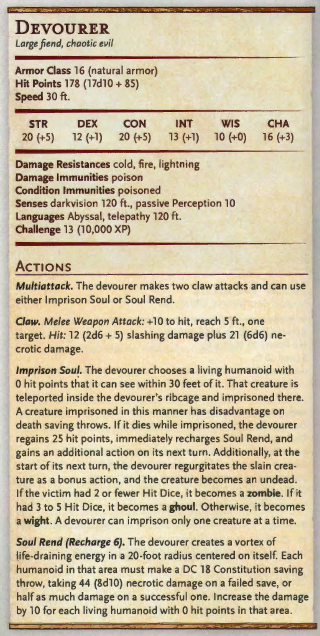 DEVOURER
Large fiend, chaotic evil
Armor Class 16 (natural armor)
Hit Points 178 (17d10 + 85)
Speed 30 ft.
STR DEX CON INT WIS CHA
20 (+5) 12 (+1) 20 (+5) 13 (+1) 10 (+0) 16 (+3)
Damage Resistances cold, fire, lightning
Damage Immunities poison
Condition Immunities poisoned
Senses darkvision 120 ft., passive Perception 10
Languages Abyssal, telepathy 120 ft.
Challenge 13 (10,000 XP)
ACTIONS
Multiattack. The devourer makes two claw attacks and can use
either Imprison Soul or Soul Rend.
Claw. Melee Weapon Attack: +10 to hit, reach 5 ft., one
target. Hit: 12 (2d6 + 5) slashing damage plus 21 (6d6) ne-
crotic damage.
Imprison Soul. The devourer chooses a living humanoid with
0 hit points that it can see within 30 feet of it. That creature is
teleported inside the devourer's ribcage and imprisoned there.
A creature imprisoned in this manner has disadvantage on
death saving throws. If it dies while imprisoned, the devourer
regains 25 hit points, immediately recharges Soul Rend, and
gains an additional action on its next turn. Additionally, at the
start of its next turn, the devourer regurgitates the slain crea-
ture as a bonus action, and the creature becomes an undead.
If the victim had 2 or fewer Hit Dice, it becomes a zombie. If it
had 3 to 5 Hit Dice, it becomes a ghoul. Otherwise, it becomes
a wight. A devourer can imprison only one creature at a time.
Soul Rend (Recharge 6). The devourer creates a vortex of
life-draining energy in a 20-foot radius centered on itself. Each
humanoid in that area must make a DC 18 Constitution saving
throw, taking 44 (8d10) necrotic damage on a failed save, or
half as much damage on a successful one. Increase the damage
by 10 for each living humanoid with 0 hit points in that area.